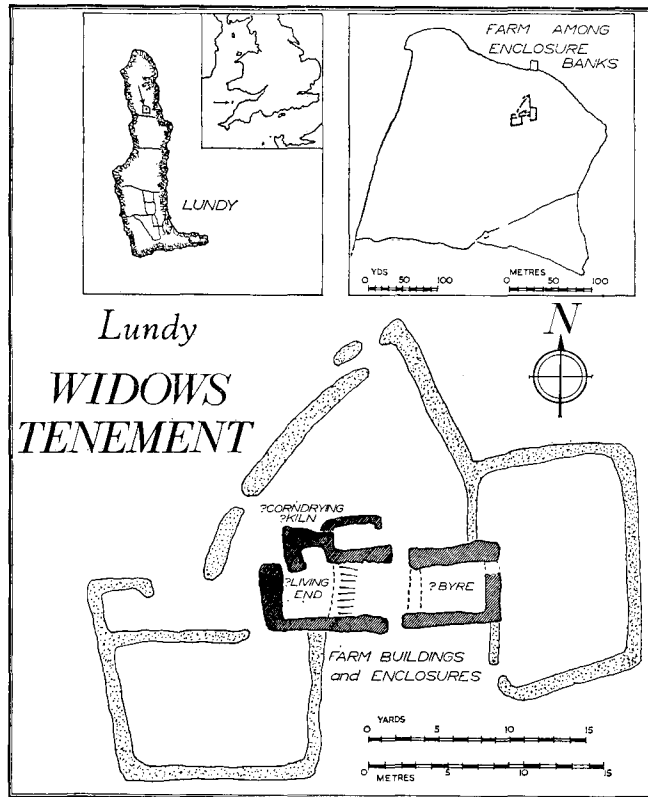 LUNDY
FARM AMONG
ENCLOSURE
BANKS
0 50 100
YDS
METRES
0 50 100
Lundy
WIDOWS
TENEMENT
N
?CORNDRYING
?KILN
?LIVING
END
?BYRE
FARM BUILDINGS
and ENCLOSURES
YARDS
0 5 10 15
0 5 10 15
METRES